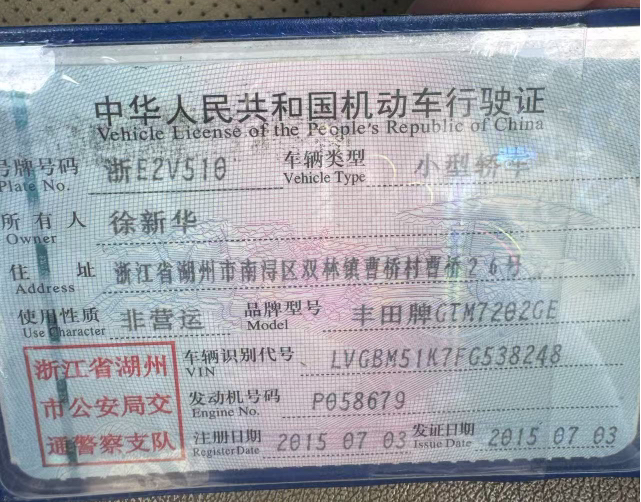 中华人民共和国机动车行驶证
Vehicle License of the People's Republic of China
号牌号码 浙E2V510 车辆类型 小型轿车
Plate No. Vehicle Type
所有人 徐新华
Owner
住址 浙江省湖州市南浔区双林镇曹桥村曹桥26号
Address
使用性质 非营运 品牌型号 丰田牌GTM7202GE
Use Character Model
浙江省湖州
市公安局交
通警察支队
车辆识别代号 LVGBM51K7FG538248
VIN
发动机号码 P058679
Engine No.
注册日期 2015 07 03 发证日期 2015 07 03
Register Date Issue Date